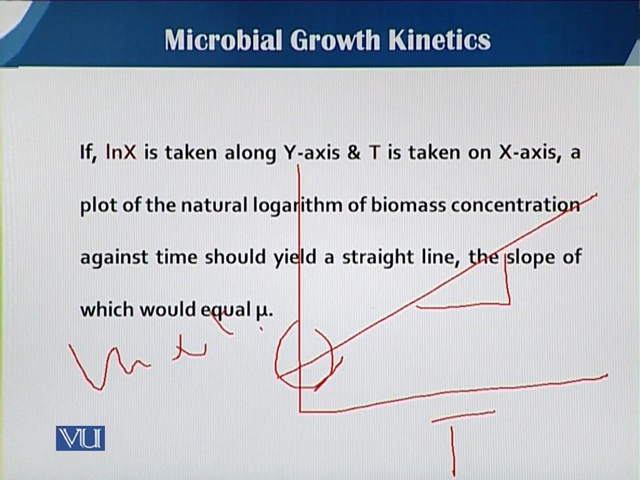 Microbial Growth Kinetics
If, lnX is taken along Y-axis & T is taken on X-axis, a
plot of the natural logarithm of biomass concentration
against time should yield a straight line, the slope of
which would equal µ.
T
VU